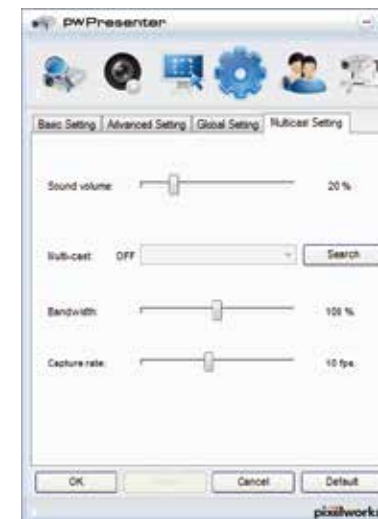 pwPresenter
Basic Setting Advanced Setting Global Setting Multicast Setting
Sound volume: 20 %
Multi-cast: OFF Search
Bandwidth: 100 %
Capture rate: 10 fps
OK Cancel Default
pixelworks